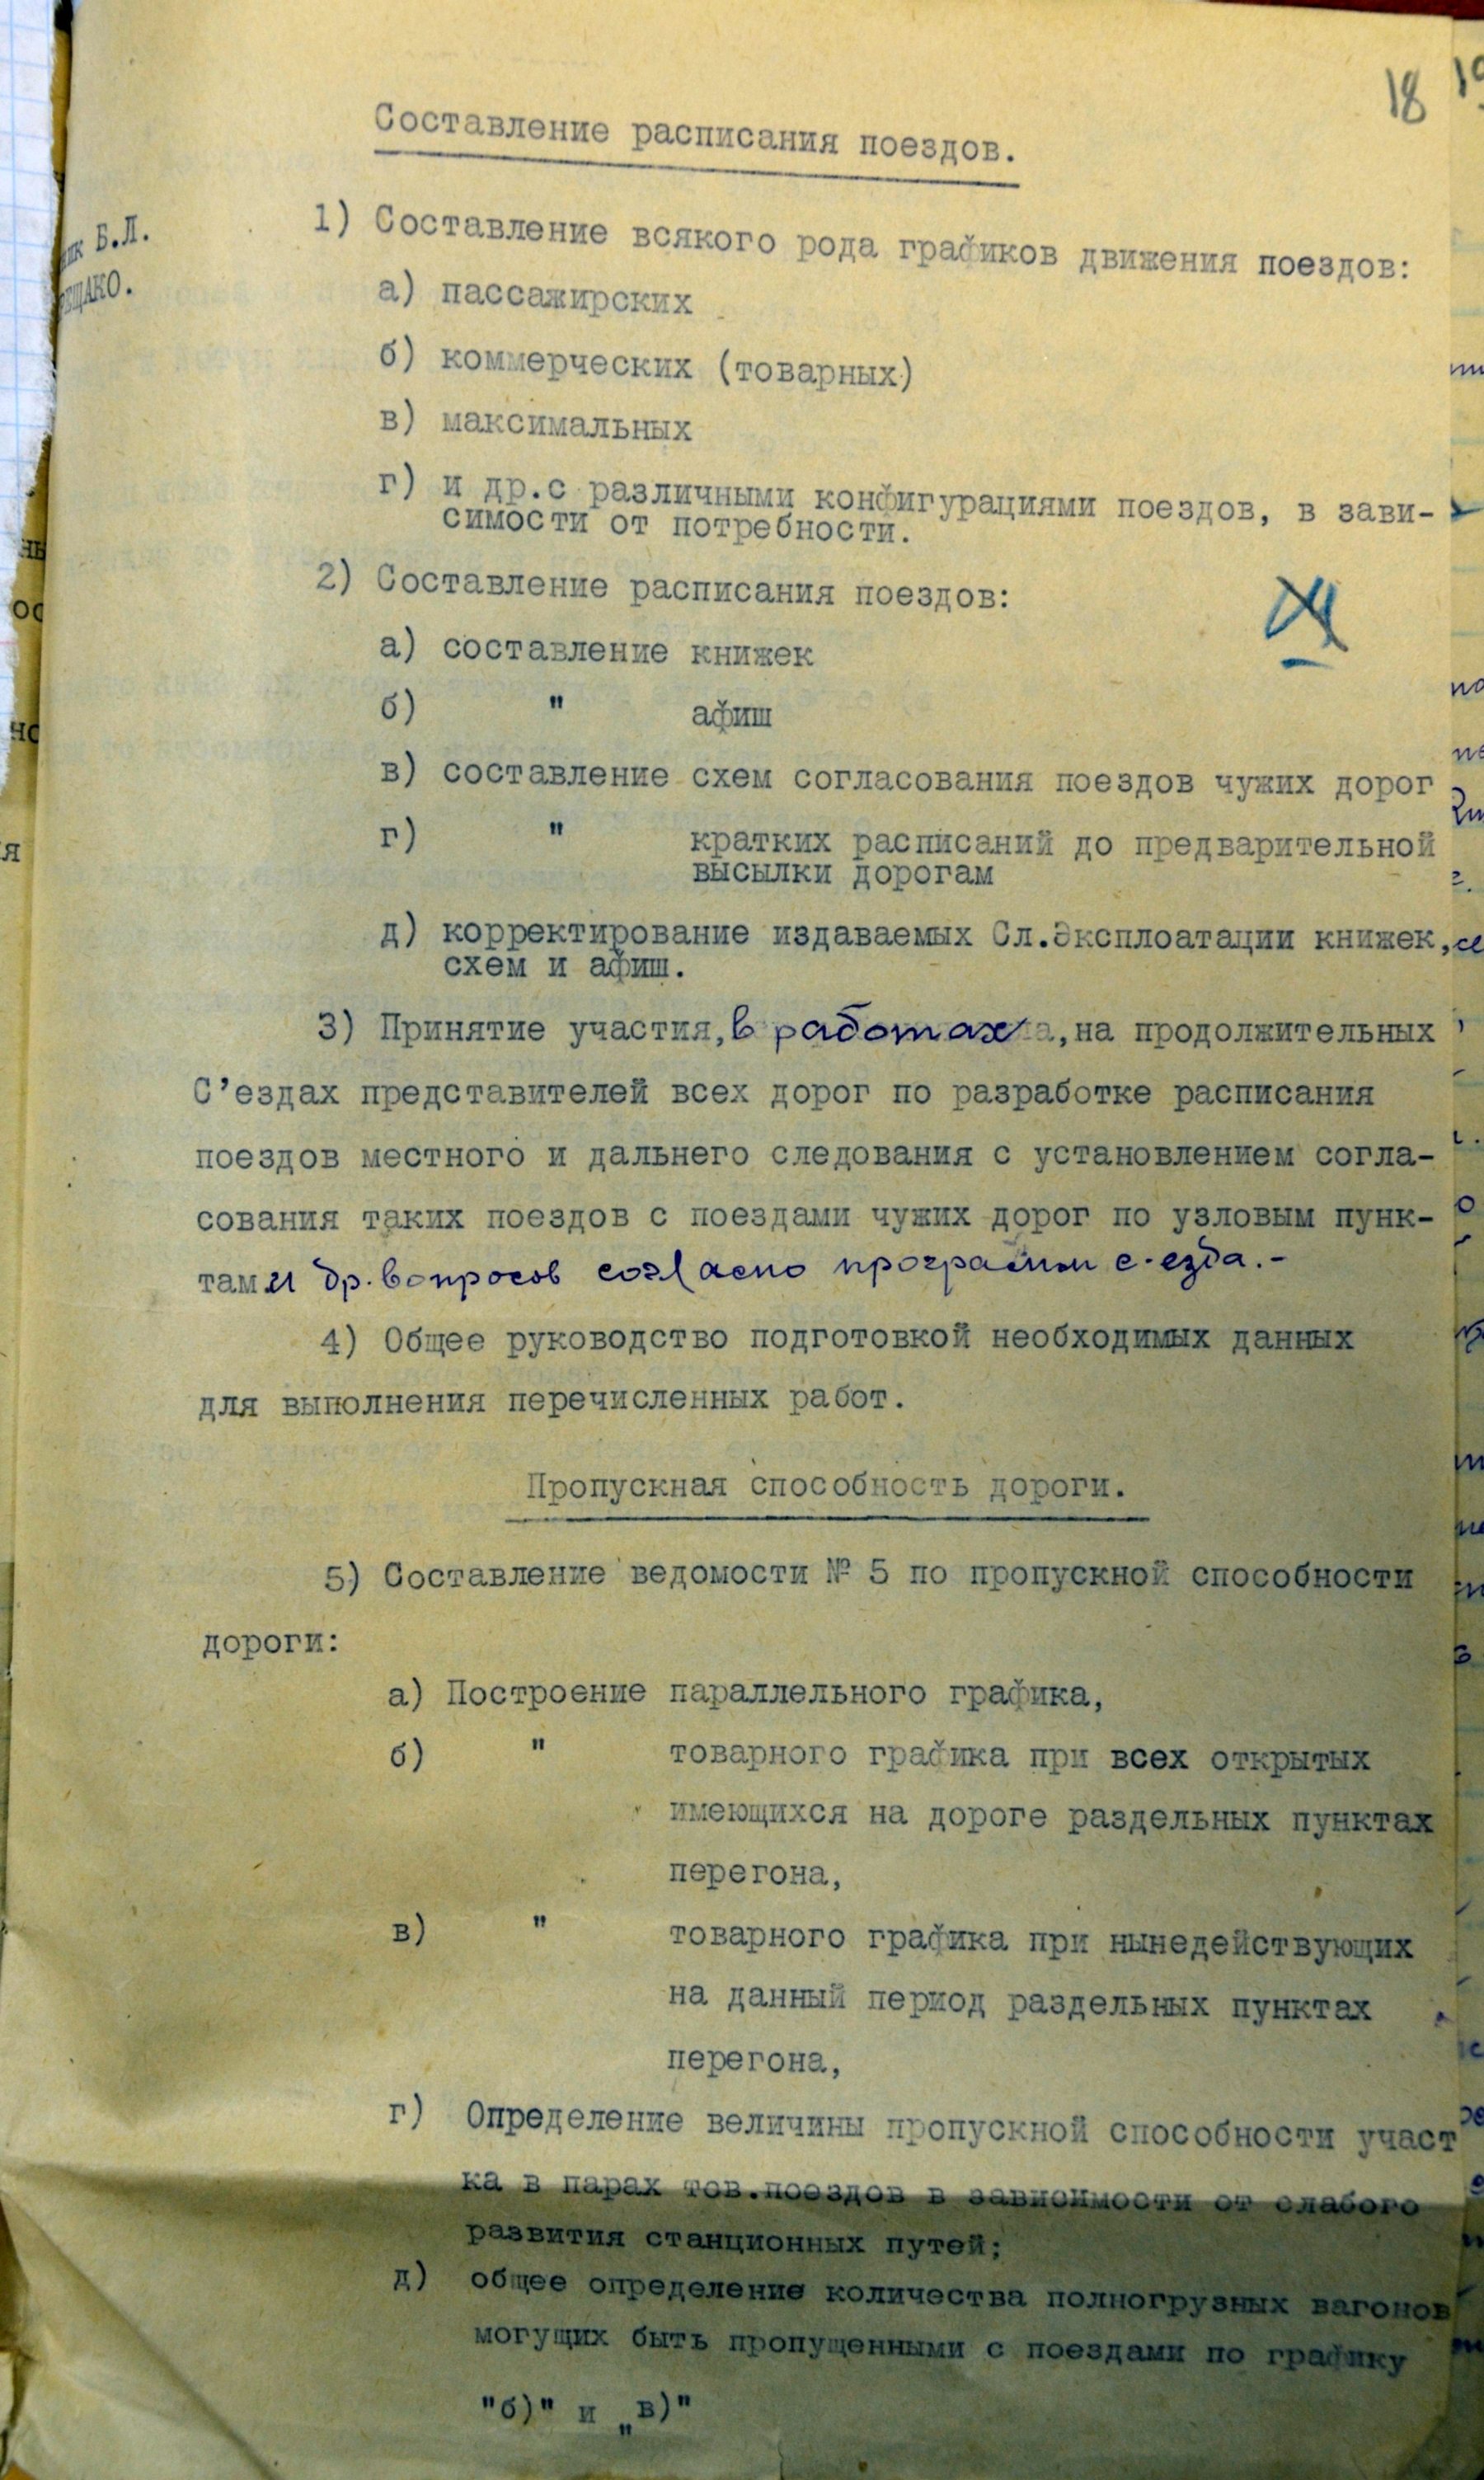 18
Составление расписания поездов.
Б.Л.
1) Составление всякого рода графиков движения поездов:
а) пассажирских
б) коммерческих (товарных)
в) максимальных
г) и др.с различными конфигурациями поездов, в зави-
симости от потребности.
2) Составление расписания поездов:
а) составление книжек
б) " афиш
в) составление схем согласования поездов чужих дорог
г) " кратких расписаний до предварительной
высылки дорогам
д) корректирование издаваемых Сл.Эксплоатации книжек,
схем и афиш.
3) Принятие участия, в работах, на продолжительных
С'ездах представителей всех дорог по разработке расписания
поездов местного и дальнего следования с установлением согла-
сования таких поездов с поездами чужих дорог по узловым пунк-
там и др. вопросов согласно программы с-езда.-
4) Общее руководство подготовкой необходимых данных
для выполнения перечисленных работ.
Пропускная способность дороги.
5) Составление ведомости № 5 по пропускной способности
дороги:
а) Построение параллельного графика,
б) " товарного графика при всех открытых
имеющихся на дороге раздельных пунктах
перегона,
в) " товарного графика при нынедействующих
на данный период раздельных пунктах
перегона,
г) Определение величины пропускной способности участ
ка в парах тов.поездов в зависимости от слабого
развития станционных путей;
д) общее определение количества полногрузных вагонов
могущих быть пропущенными с поездами по графику
"б)" и „в)"